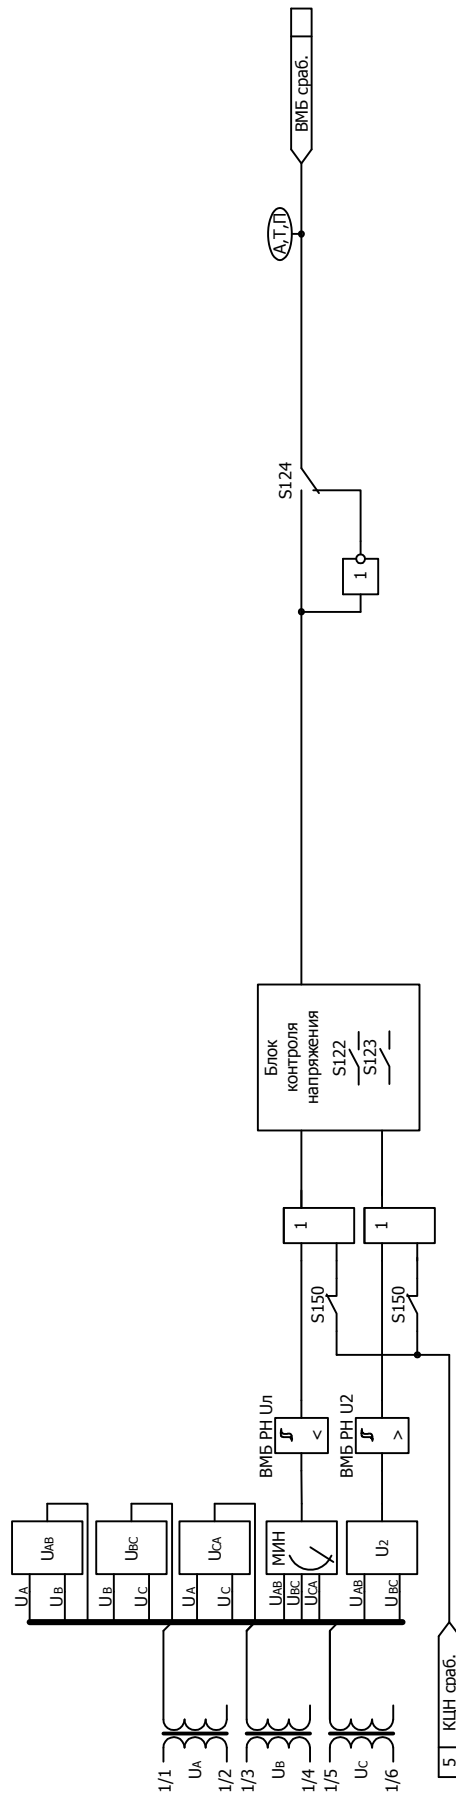 1/1
UA
1/2
1/3
UB
1/4
1/5
UC
1/6
5 КЦН сраб.
UA
UB
UAB
UB
UC
UBC
UA
UC
UCA
UAB
UBC
UCA
МИН
UAB
UBC
U2
ВМБ РН Uл
<
ВМБ РН U2
>
S150
S150
1
1
Блок
контроля
напряжения
S122
S123
1
S124
А,Т,П
ВМБ сраб.